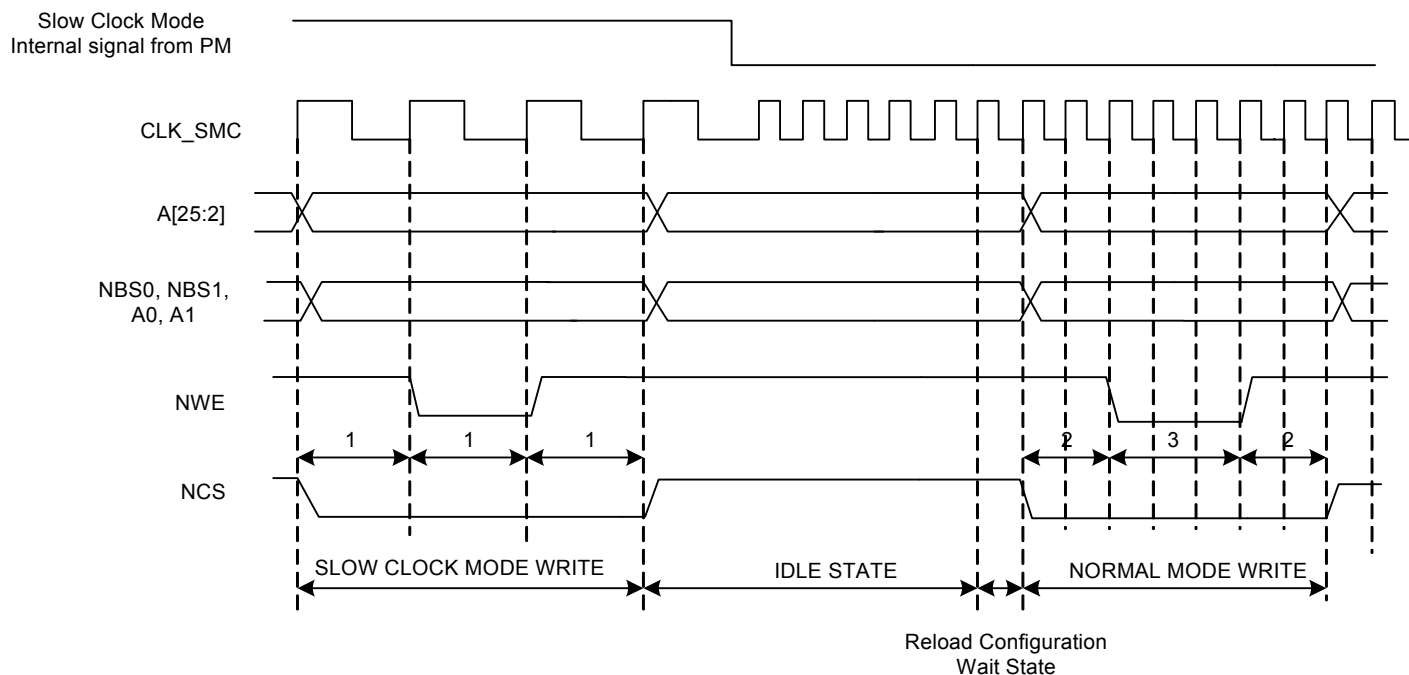 Slow Clock Mode
Internal signal from PM
CLK_SMC
A[25:2]
NBS0, NBS1,
A0, A1
NWE
1 1 1 2 3 2
NCS
SLOW CLOCK MODE WRITE IDLE STATE NORMAL MODE WRITE
Reload Configuration
Wait State